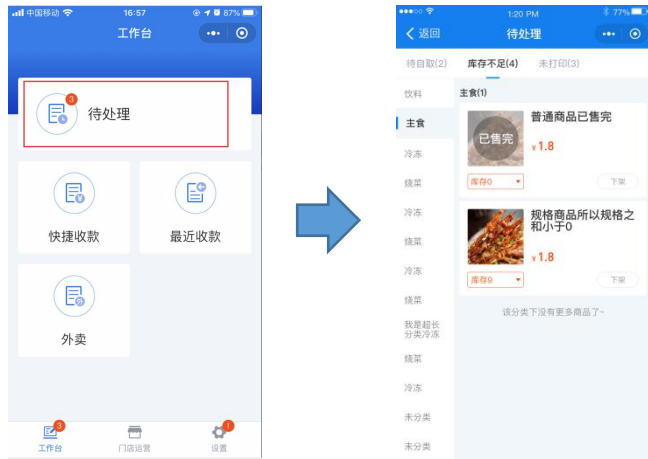 中国移动
16:57
87%
工作台
3
待处理
快捷收款
最近收款
外卖
3
工作台
门店运营
1
设置
1:20 PM
77%
返回
待处理
待自取(2)
库存不足(4)
未打印(3)
饮料
主食
冷冻
烧菜
冷冻
烧菜
冷冻
烧菜
我是超长
分类冷冻
烧菜
冷冻
未分类
未分类
主食(1)
已售完
普通商品已售完
¥1.8
库存0
下架
规格商品所以规格之
和小于0
¥1.8
库存9
下架
该分类下没有更多商品了~